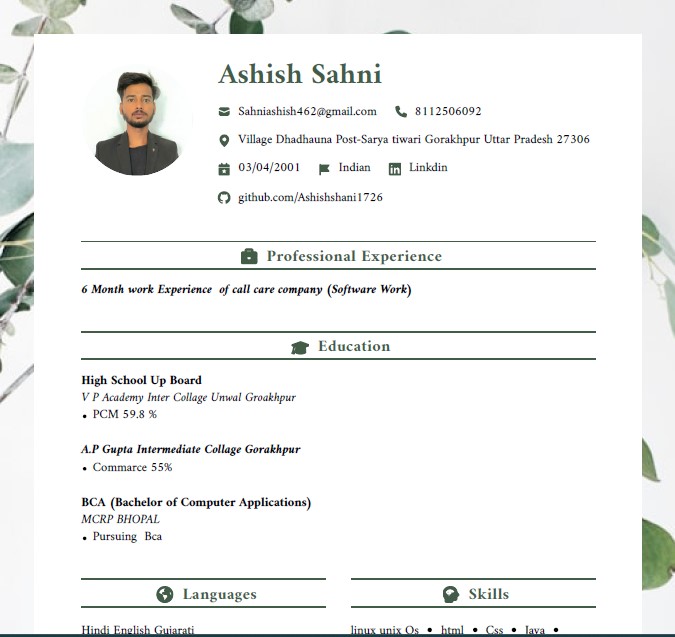 Ashish Sahni
Sahniashish462@gmail.com 8112506092
Village Dhadhauna Post-Sarya tiwari Gorakhpur Uttar Pradesh 27306
03/04/2001 Indian Linkdin
github.com/Ashishshani1726
Professional Experience
6 Month work Experience of call care company (Software Work)
Education
High School Up Board
V P Academy Inter Collage Unwal Groakhpur
• PCM 59.8 %
A.P Gupta Intermediate Collage Gorakhpur
• Commarce 55%
BCA (Bachelor of Computer Applications)
MCRP BHOPAL
• Pursuing Bca
Languages
Hindi English Gujarati
Skills
linux unix Os • html • Css • Java •